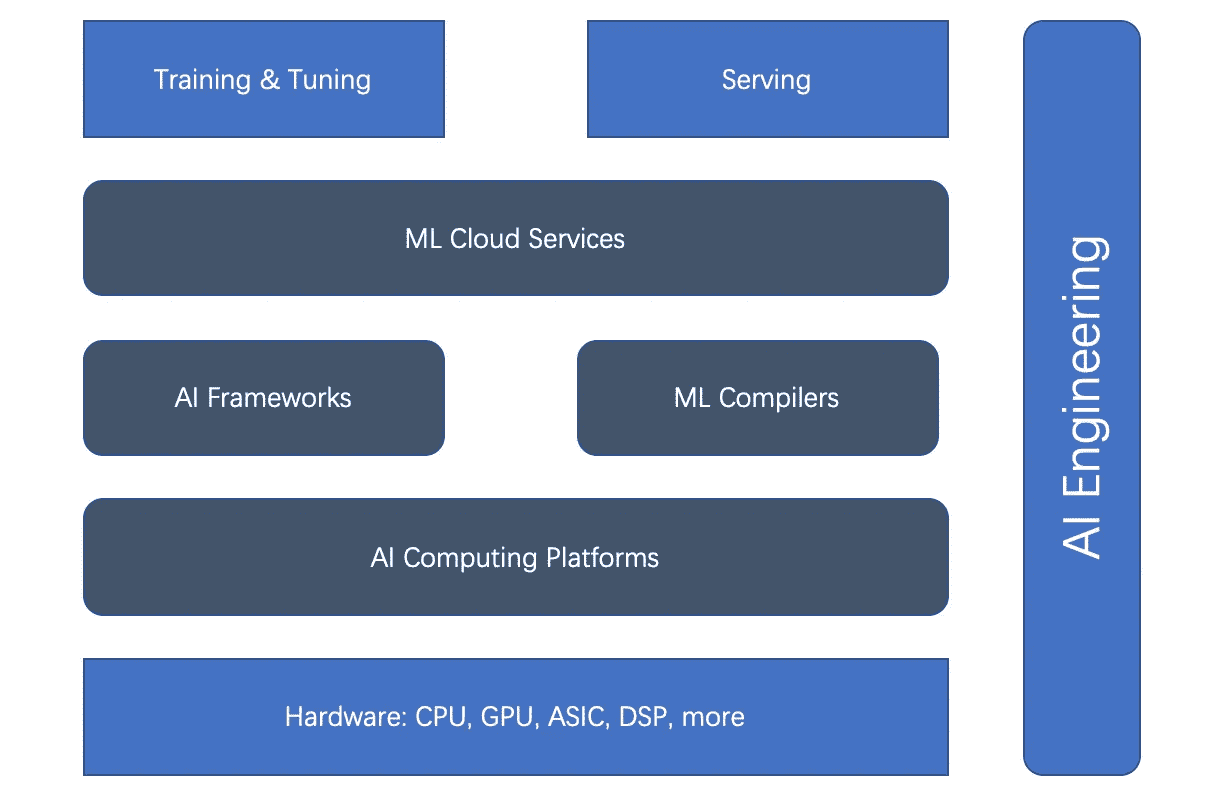 Training & Tuning
Serving
ML Cloud Services
AI Frameworks
ML Compilers
AI Computing Platforms
Hardware: CPU, GPU, ASIC, DSP, more
AI Engineering